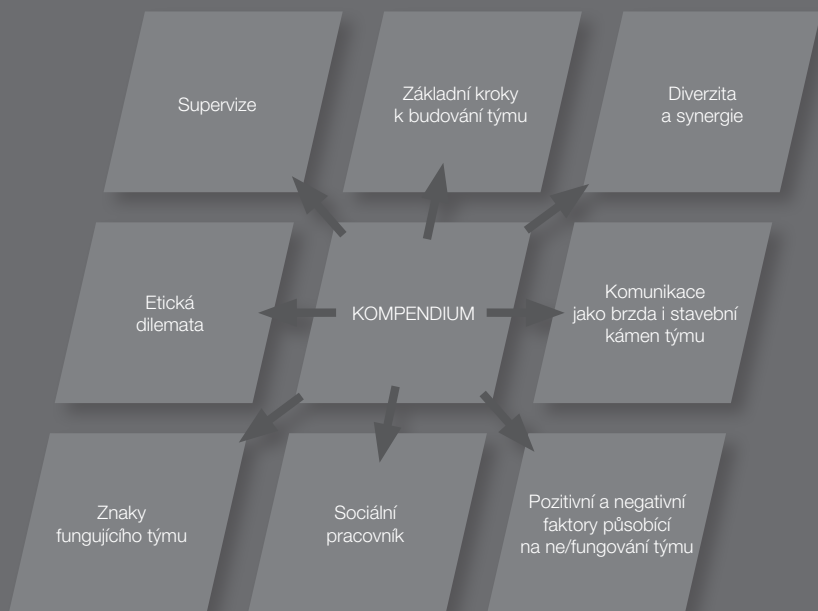 Supervize
Základní kroky
k budování týmu
Diverzita
a synergie
Etická
dilemata
KOMPENDIUM
Komunikace
jako brzda i stavební
kámen týmu
Znaky
fungujícího týmu
Sociální
pracovník
Pozitivní a negativní
faktory působící
na ne/fungování týmu